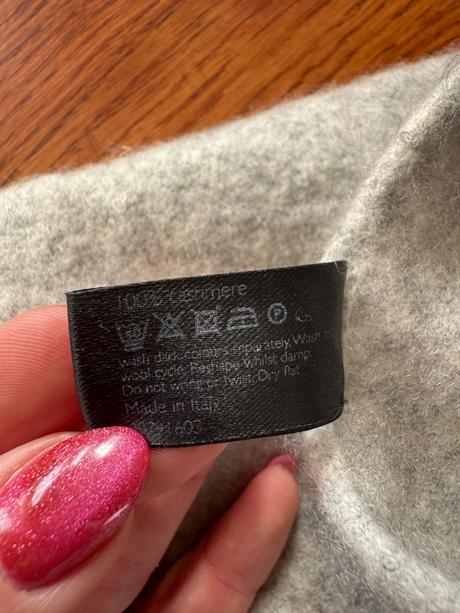 100% cashmere
wash dark colours separately. Wash as
wool cycle. Reshape whilst damp.
Do not wring or twist. Dry flat
Made in Italy